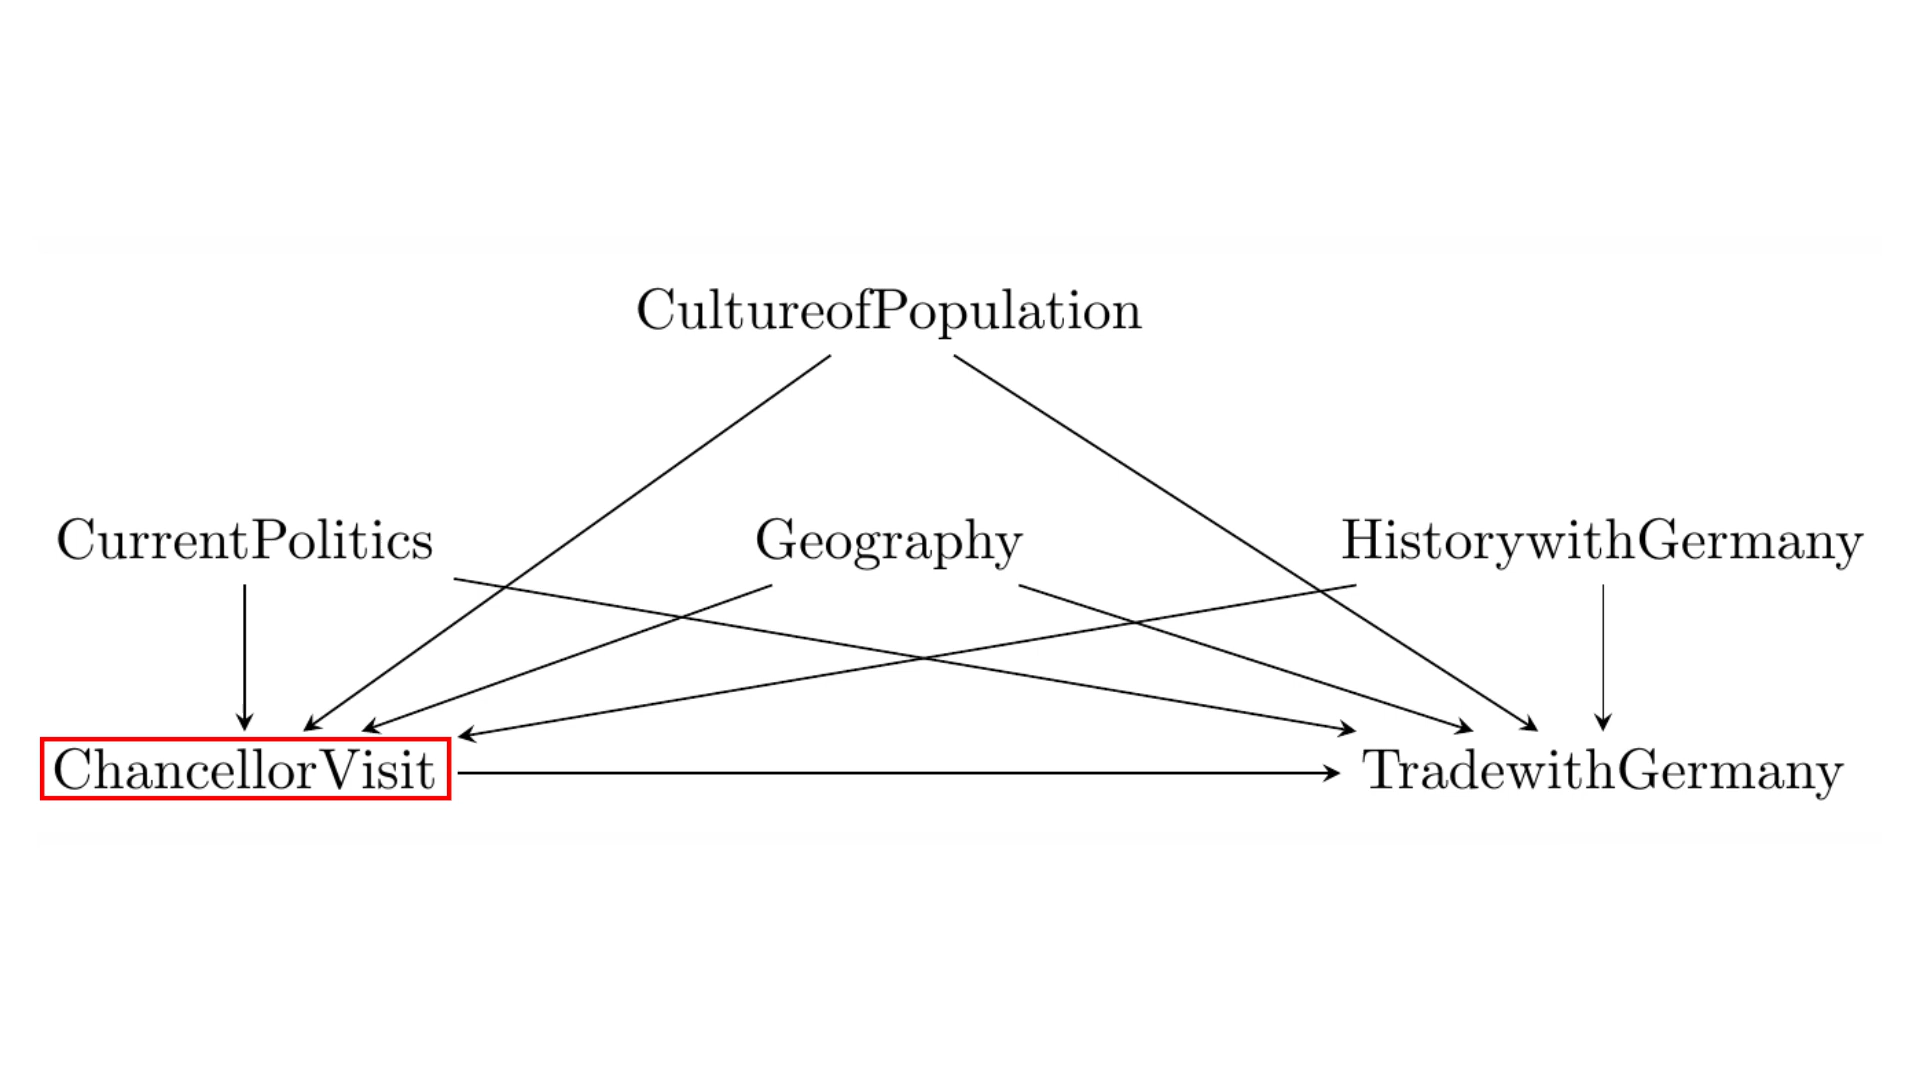 CultureofPopulation
CurrentPolitics
Geography
HistorywithGermany
ChancellorVisit
TradewithGermany